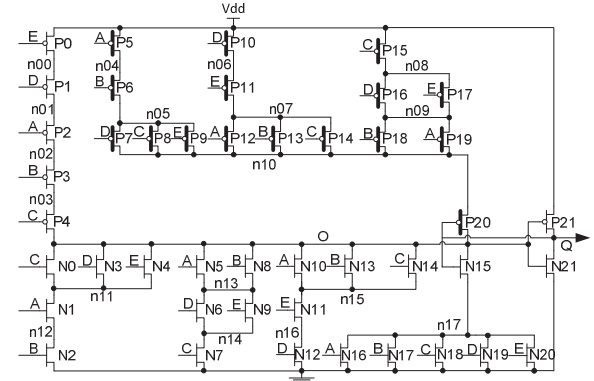 Vdd
E P0 A P5 D P10 C P15
n00 n04 n06 n08
D P1 B P6 E P11 D P16 E P17
n01 n05 n07 n09
A P2 D P7 C P8 E P9 A P12 B P13 C P14 B P18 A P19
n02 n10
B P3
n03
C P4 P20 P21
O Q
C N0 D N3 E N4 A N5 B N8 A N10 B N13 C N14 N15 N21
n11 n13 n15
A N1 D N6 E N9 E N11
n12 n14 n16 n17
B N2 C N7 D N12 A N16 B N17 C N18 D N19 E N20